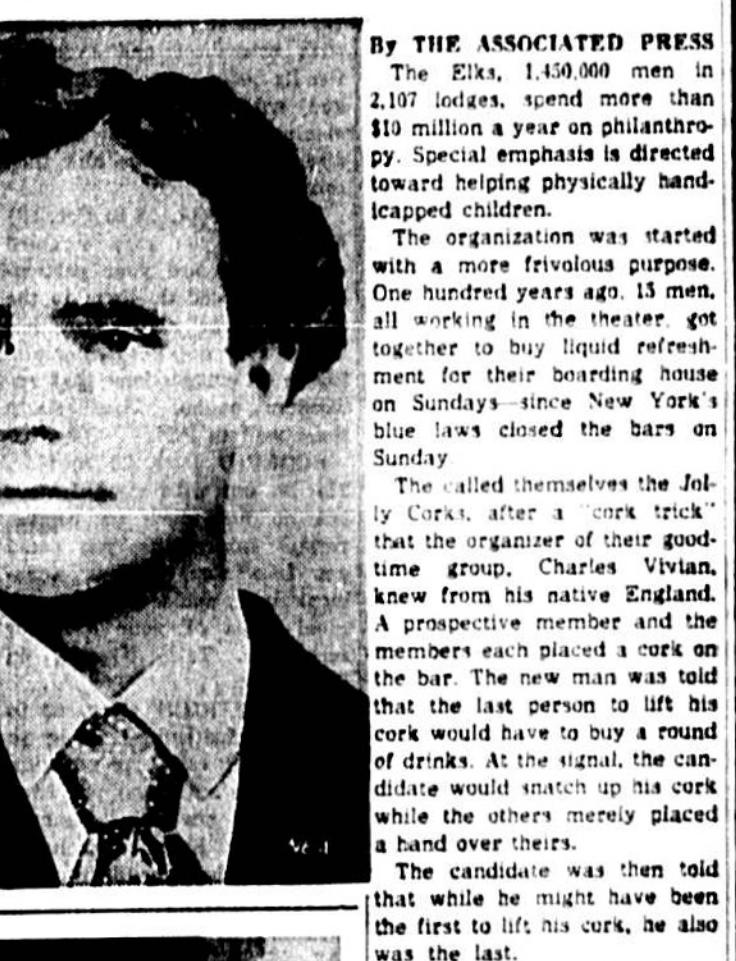 By THE ASSOCIATED PRESS
The Elks, 1,450,000 men in
2,107 lodges, spend more than
$10 million a year on philanthro-
py. Special emphasis is directed
toward helping physically hand-
icapped children.
The organization was started
with a more frivolous purpose.
One hundred years ago, 15 men,
all working in the theater, got
together to buy liquid refresh-
ment for their boarding house
on Sundays—since New York's
blue laws closed the bars on
Sunday
The called themselves the Jol-
ly Corks, after a "cork trick"
that the organizer of their good-
time group, Charles Vivian,
knew from his native England.
A prospective member and the
members each placed a cork on
the bar. The new man was told
that the last person to lift his
cork would have to buy a round
of drinks. At the signal, the can-
didate would snatch up his cork
while the others merely placed
a hand over theirs.
The candidate was then told
that while he might have been
the first to lift his cork, he also
was the last.